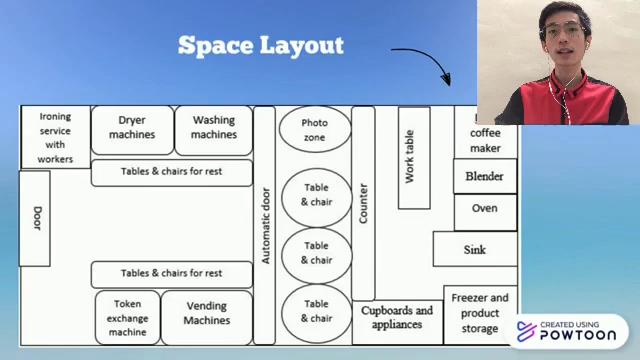 Space Layout
Ironing
service
with
workers
Dryer
machines
Washing
machines
Tables & chairs for rest
Door
Tables & chairs for rest
Token
exchange
machine
Vending
Machines
Automatic door
Photo
zone
Table
& chair
Table
& chair
Table
& chair
Counter
Work table
coffee
maker
Blender
Oven
Sink
Cupboards and
appliances
Freezer and
product
storage
CREATED USING
POWTOON